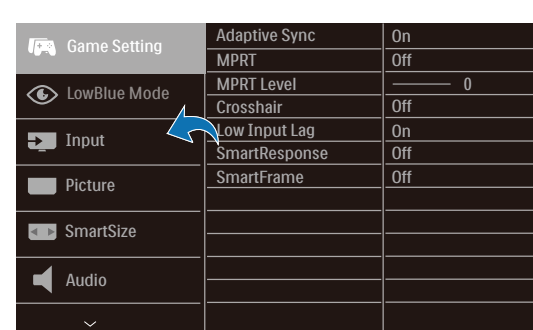 Game Setting
LowBlue Mode
Input
Picture
SmartSize
Audio
Adaptive Sync On
MPRT Off
MPRT Level 0
Crosshair Off
Low Input Lag On
SmartResponse Off
SmartFrame Off